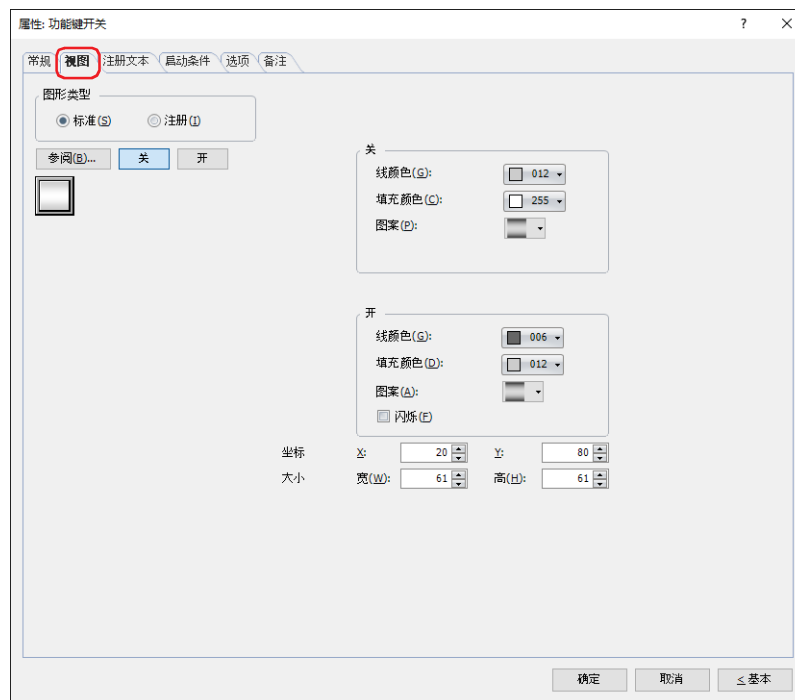 属性: 功能键开关 ?
常规 视图 注册文本 启动条件 选项 备注
图形类型
标准(S) 注册(I)
参阅(B)... 关 开
关
线颜色(G): 012
填充颜色(C): 255
图案(P):
开
线颜色(G): 006
填充颜色(D): 012
图案(A):
闪烁(F)
坐标 X: 20 Y: 80
大小 宽(W): 61 高(H): 61
确定 取消 ≤ 基本